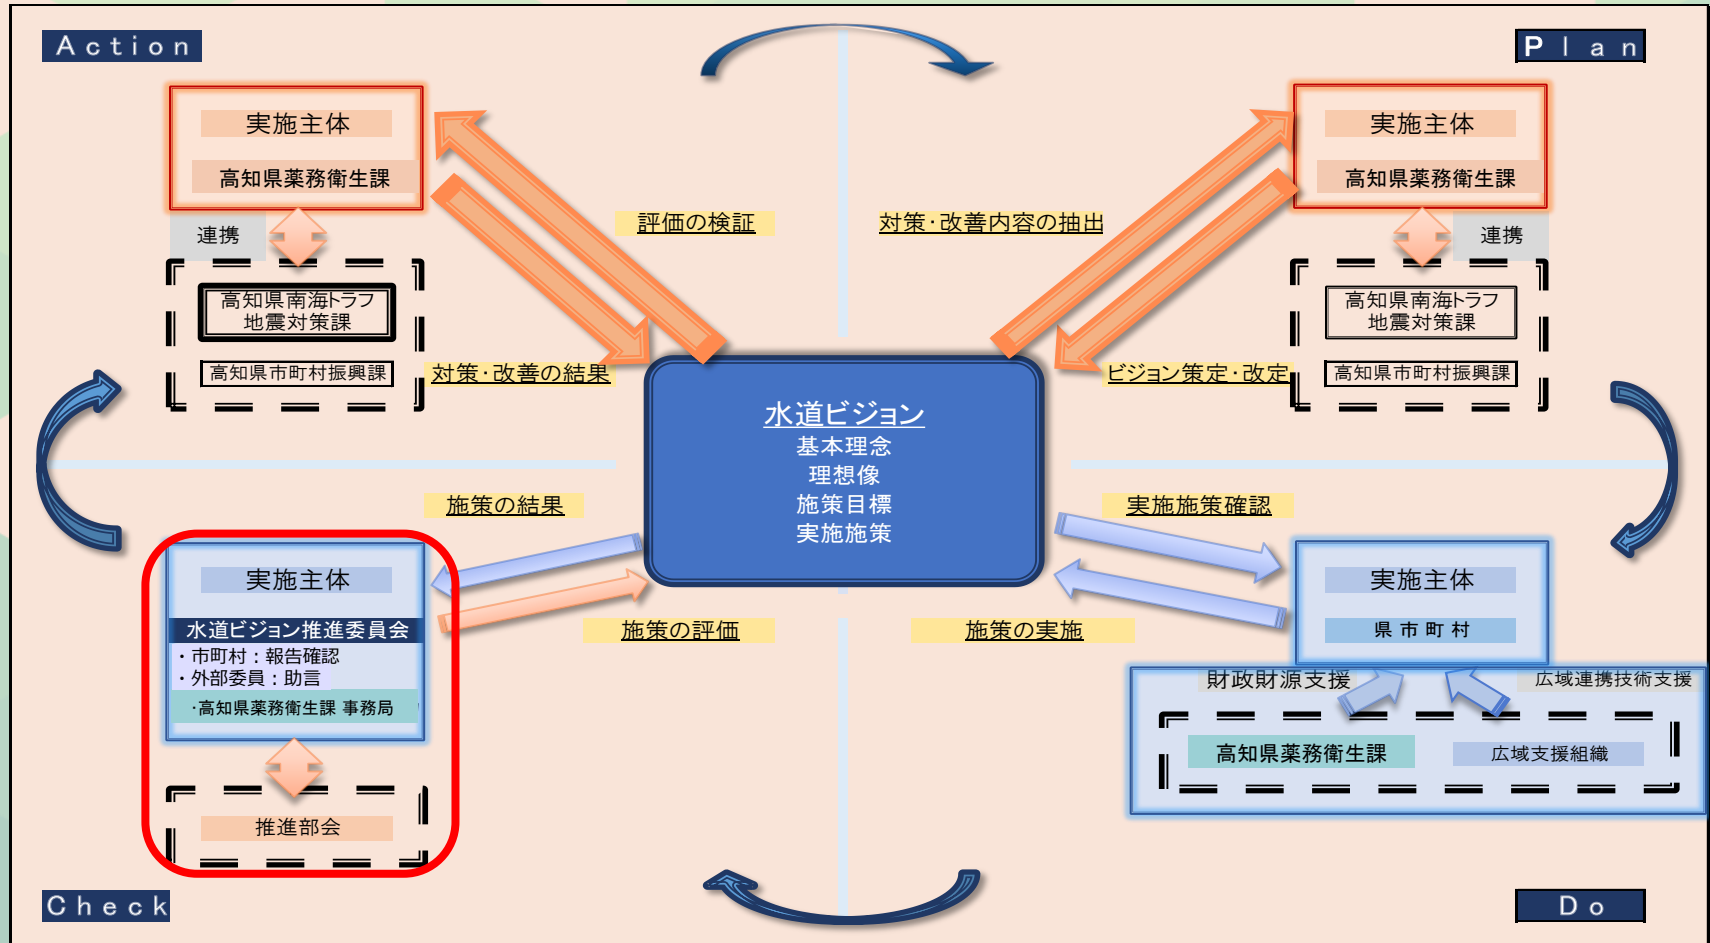 Action
Plan
実施主体
高知県薬務衛生課
連携
高知県南海トラフ
地震対策課
高知県市町村振興課
評価の検証
対策・改善の結果
対策・改善内容の抽出
ビジョン策定・改定
実施主体
高知県薬務衛生課
連携
高知県南海トラフ
地震対策課
高知県市町村振興課
水道ビジョン
基本理念
理想像
施策目標
実施施策
施策の結果
施策の評価
実施施策確認
施策の実施
実施主体
水道ビジョン推進委員会
・市町村：報告確認
・外部委員：助言
・高知県薬務衛生課 事務局
推進部会
実施主体
県市町村
財政財源支援
広域連携技術支援
高知県薬務衛生課
広域支援組織
Check
Do